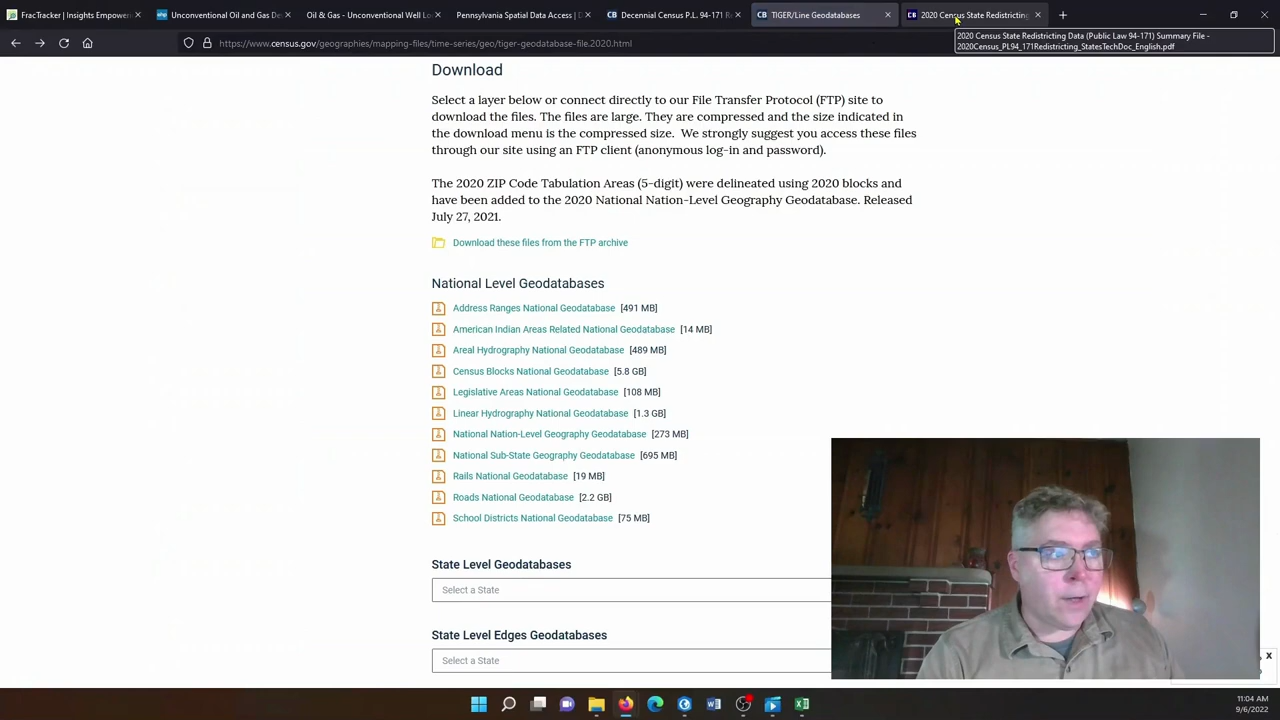 FracTracker | Insights Empower
Unconventional Oil and Gas De
Oil & Gas - Unconventional Well Lo
Pennsylvania Spatial Data Access | D
Decennial Census P.L. 94-171 R
TIGER/Line Geodatabases
2020 Census State Redistricting
2020 Census State Redistricting Data (Public Law 94-171) Summary File -
2020Census_PL94_171Redistricting_StatesTechDoc_English.pdf
https://www.census.gov/geographies/mapping-files/time-series/geo/tiger-geodatabase-file.2020.html
Download
Select a layer below or connect directly to our File Transfer Protocol (FTP) site to
download the files. The files are large. They are compressed and the size indicated
in the download menu is the compressed size. We strongly suggest you access these files
through our site using an FTP client (anonymous log-in and password).
The 2020 ZIP Code Tabulation Areas (5-digit) were delineated using 2020 blocks and
have been added to the 2020 National Nation-Level Geography Geodatabase. Released
July 27, 2021.
Download these files from the FTP archive
National Level Geodatabases
Address Ranges National Geodatabase [491 MB]
American Indian Areas Related National Geodatabase [14 MB]
Areal Hydrography National Geodatabase [489 MB]
Census Blocks National Geodatabase [5.8 GB]
Legislative Areas National Geodatabase [108 MB]
Linear Hydrography National Geodatabase [1.3 GB]
National Nation-Level Geography Geodatabase [273 MB]
National Sub-State Geography Geodatabase [695 MB]
Rails National Geodatabase [19 MB]
Roads National Geodatabase [2.2 GB]
School Districts National Geodatabase [75 MB]
State Level Geodatabases
Select a State
State Level Edges Geodatabases
Select a State
11:04 AM
9/6/2022